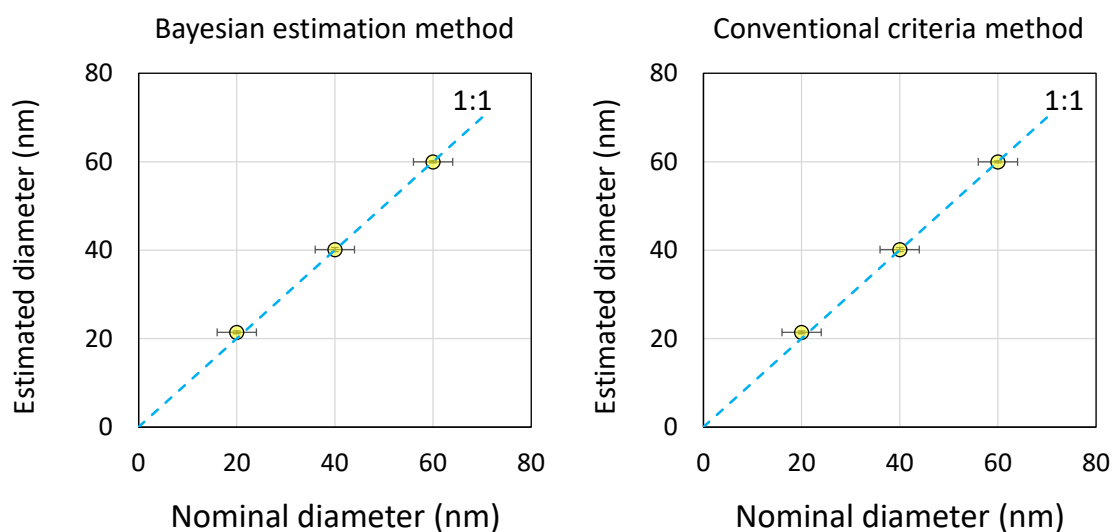 Bayesian estimation method
Estimated diameter (nm)
80
60
40
20
0
1:1
0 20 40 60 80
Nominal diameter (nm)
Conventional criteria method
Estimated diameter (nm)
80
60
40
20
0
1:1
0 20 40 60 80
Nominal diameter (nm)